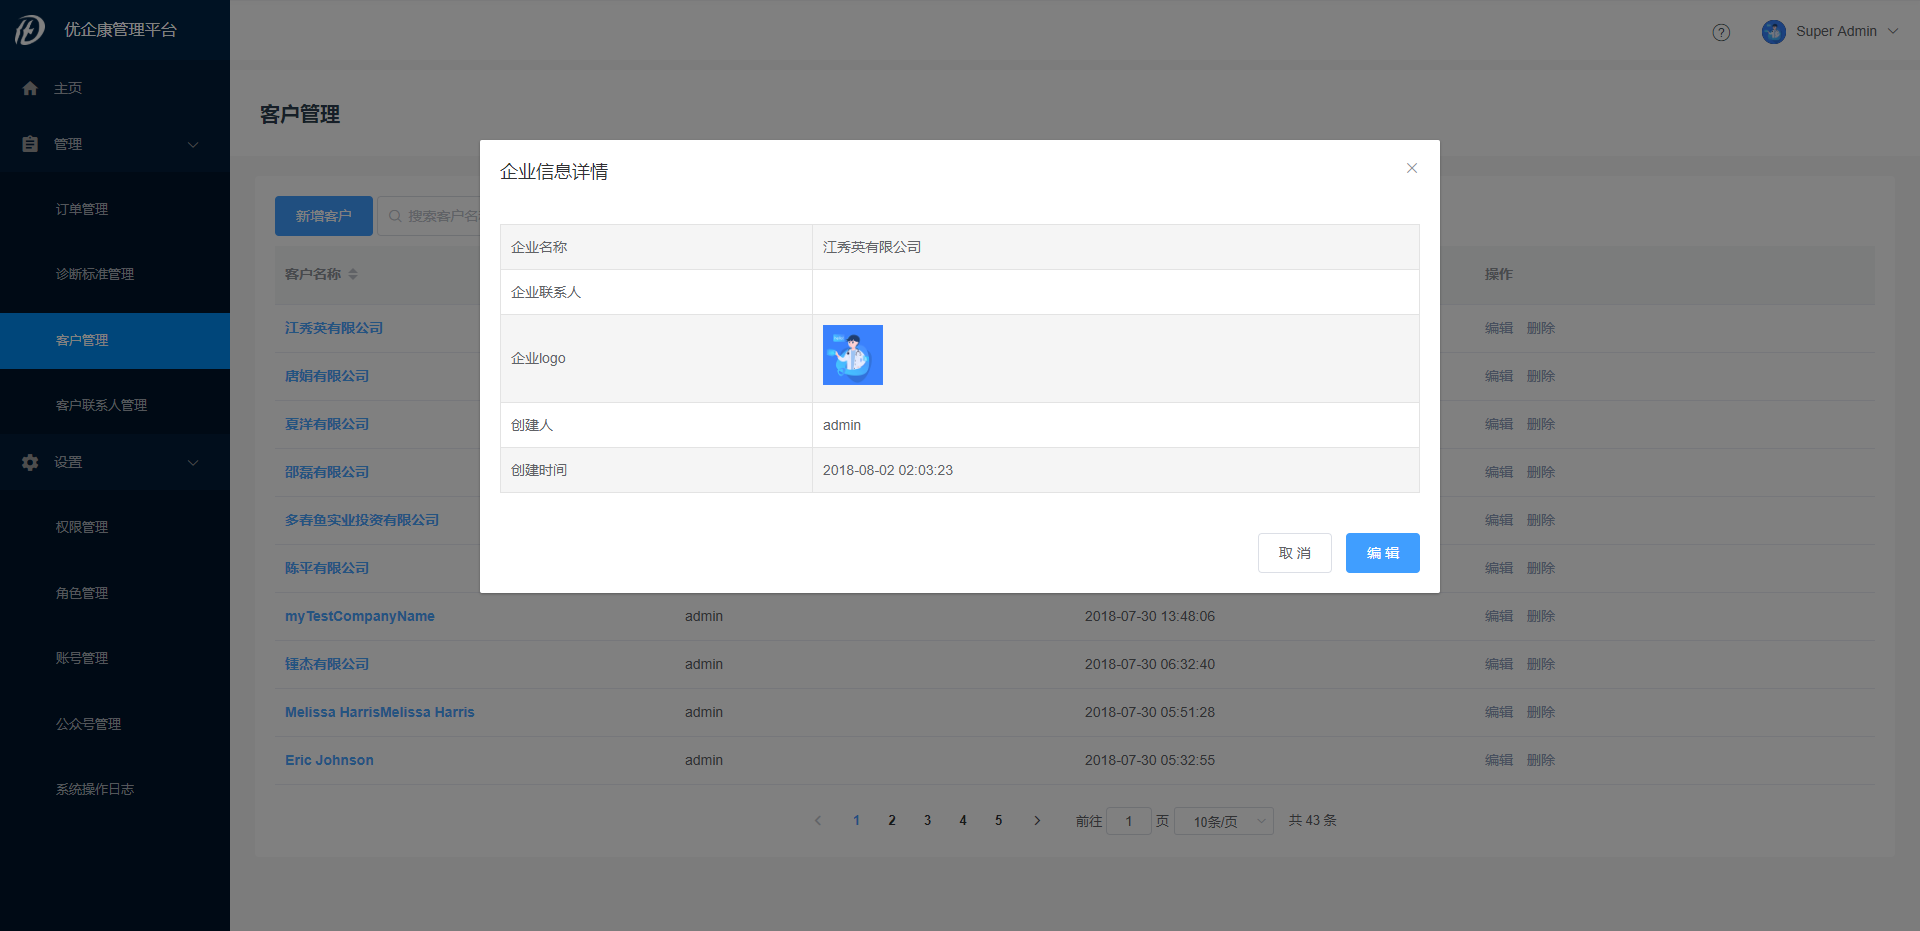 优企康管理平台
Super Admin
主页
管理
订单管理
诊断标准管理
客户管理
客户联系人管理
设置
权限管理
角色管理
账号管理
公众号管理
系统操作日志
客户管理
新增客户 搜索客户名
客户名称 操作
江秀英有限公司 编辑 删除
唐娟有限公司 编辑 删除
夏洋有限公司 编辑 删除
邵磊有限公司 编辑 删除
多春鱼实业投资有限公司 编辑 删除
陈平有限公司 编辑 删除
myTestCompanyName admin 2018-07-30 13:48:06 编辑 删除
锺杰有限公司 admin 2018-07-30 06:32:40 编辑 删除
Melissa HarrisMelissa Harris admin 2018-07-30 05:51:28 编辑 删除
Eric Johnson admin 2018-07-30 05:32:55 编辑 删除
1 2 3 4 5 前往 1 页 10条/页 共 43 条
企业信息详情
企业名称 江秀英有限公司
企业联系人
企业logo
创建人 admin
创建时间 2018-08-02 02:03:23
取 消 编 辑